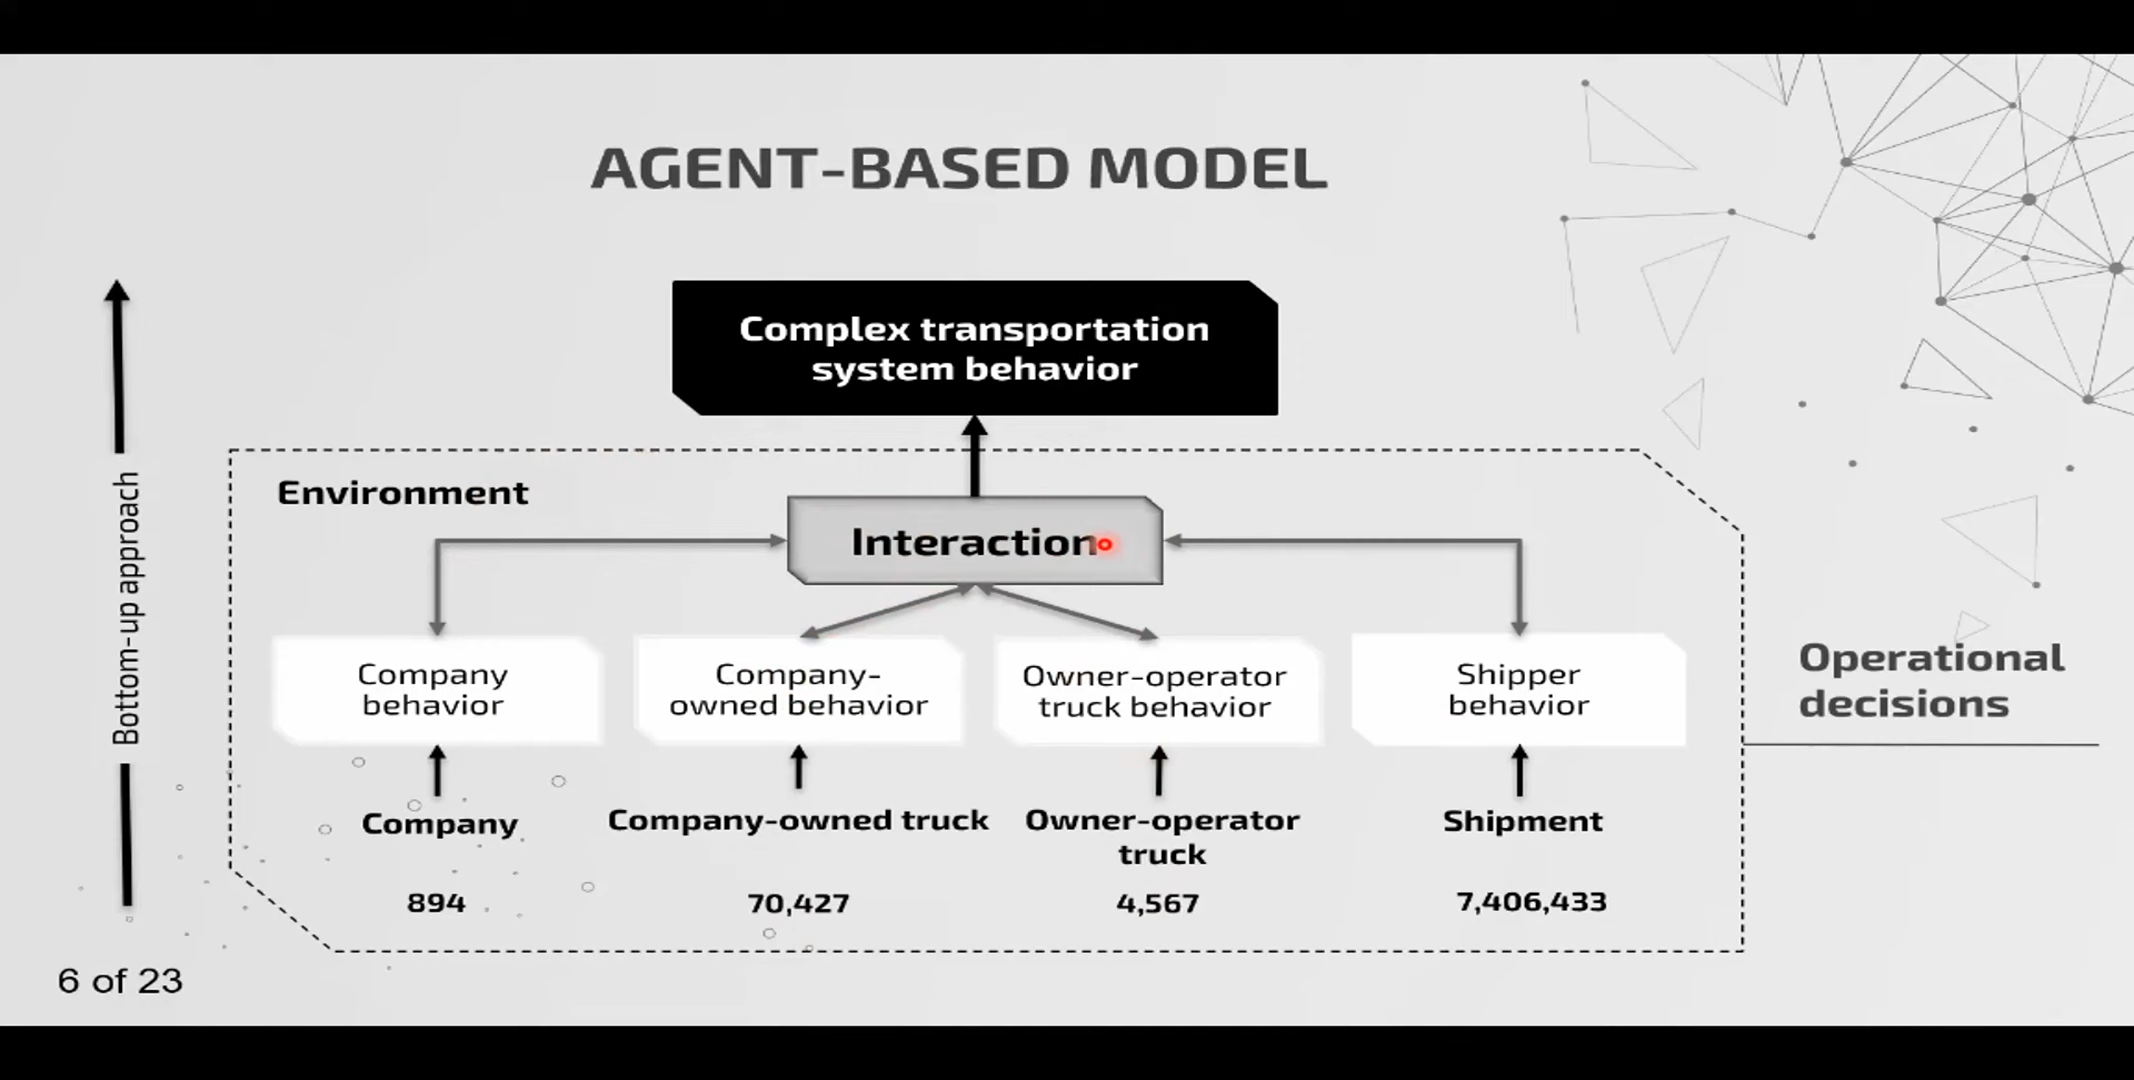 AGENT-BASED MODEL
Complex transportation
system behavior
Bottom-up approach
Environment
Interaction
Company
behavior
Company-
owned behavior
Owner-operator
truck behavior
Shipper
behavior
Operational
decisions
Company
Company-owned truck
Owner-operator
truck
Shipment
894
70,427
4,567
7,406,433
6 of 23